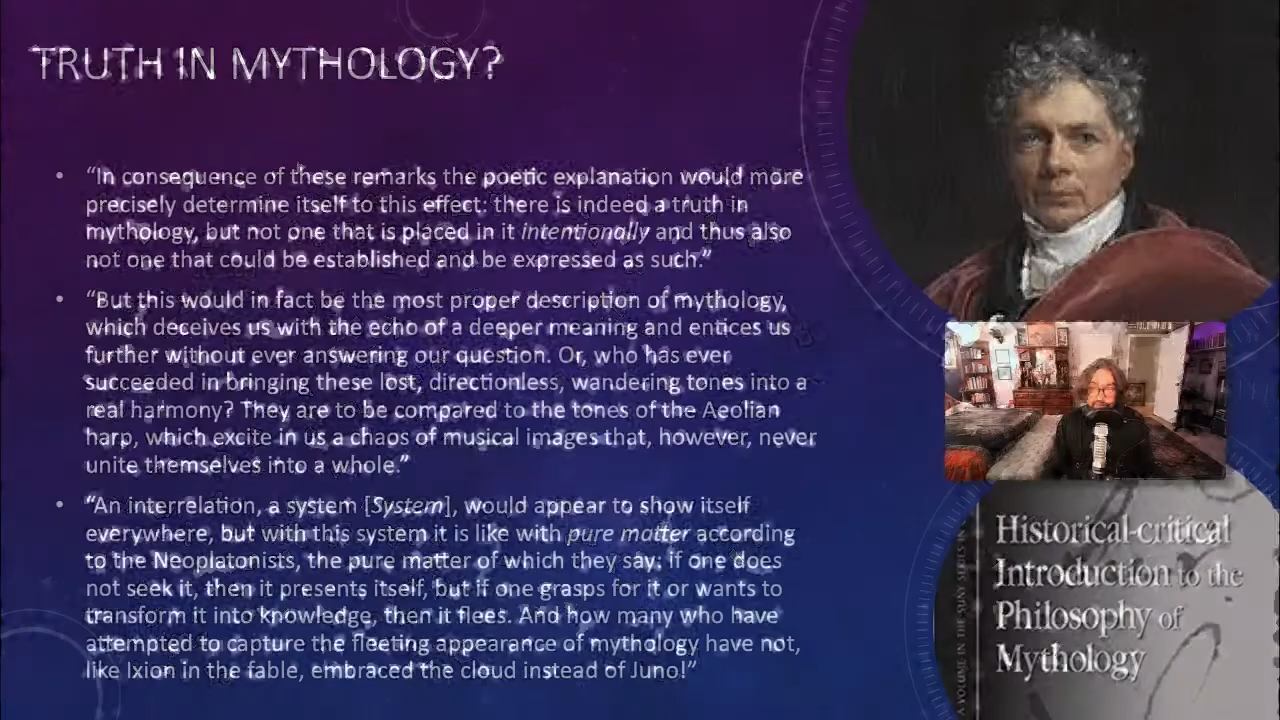 TRUTH IN MYTHOLOGY?
• “In consequence of these remarks the poetic explanation would more
precisely determine itself to this effect: there is indeed a truth in
mythology, but not one that is placed in it intentionally and thus also
not one that could be established and be expressed as such.”
• “But this would in fact be the most proper description of mythology,
which deceives us with the echo of a deeper meaning and entices us
further without ever answering our question. Or, who has ever
succeeded in bringing these lost, directionless, wandering tones into a
real harmony? They are to be compared to the tones of the Aeolian
harp, which excite in us a chaos of musical images that, however, never
unite themselves into a whole.”
• “An interrelation, a system [System], would appear to show itself
everywhere, but with this system it is like with pure matter according
to the Neoplatonists, the pure matter of which they say: if one does
not seek it, then it presents itself, but if one grasps for it or wants to
transform it into knowledge, then it flees. And how many who have
attempted to capture the fleeting appearance of mythology have not,
like Ixion in the fable, embraced the cloud instead of Juno!”
A VOLUME IN THE SUNY SERIES IN
Historical-critical
Introduction to the
Philosophy of
Mythology